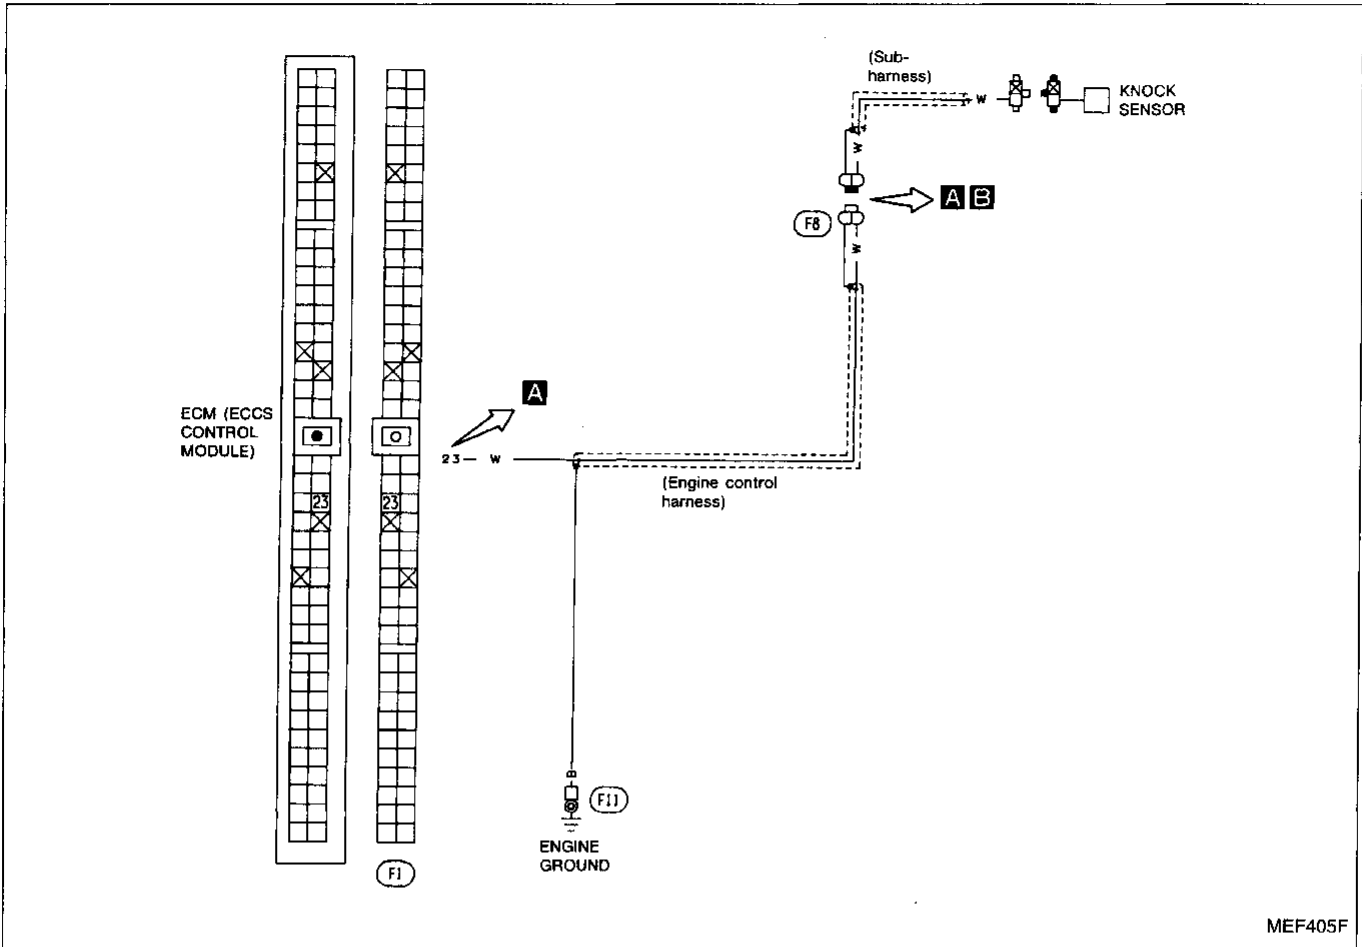 (Sub-
harness)
W
KNOCK
SENSOR
W
A B
F8
W
A
ECM (ECCS
CONTROL
MODULE)
23 W
(Engine control
harness)
23
23
B
F11
ENGINE
GROUND
F1
MEF405F